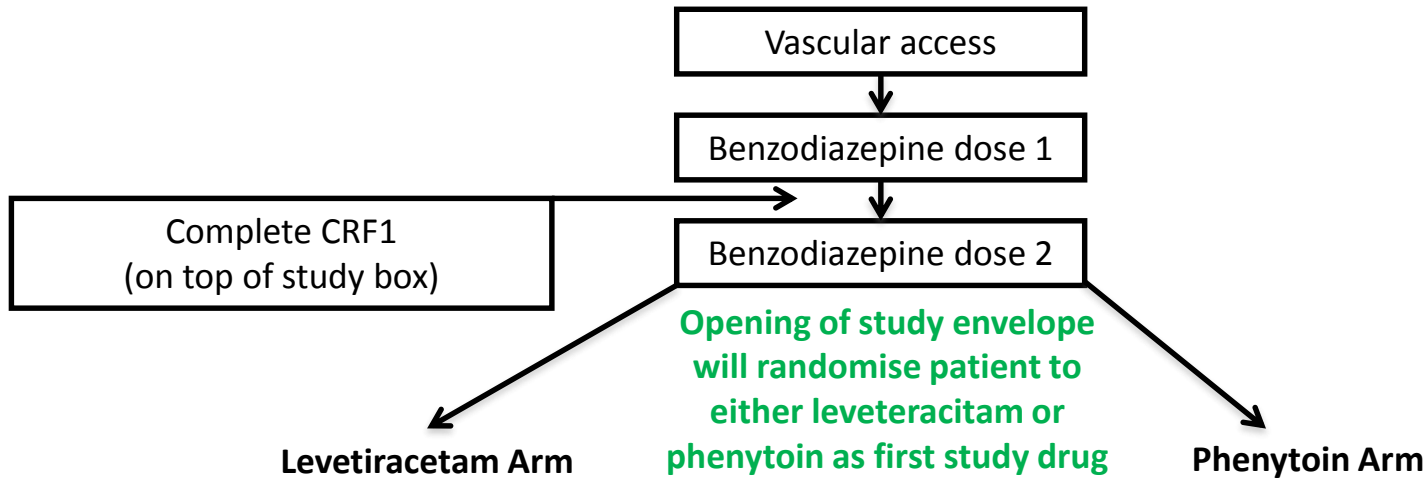 Vascular access
Benzodiazepine dose 1
Complete CRF1
(on top of study box)
Benzodiazepine dose 2
Opening of study envelope
will randomise patient to
either leveteracitam or
phenytoin as first study drug
Levetiracetam Arm
Phenytoin Arm